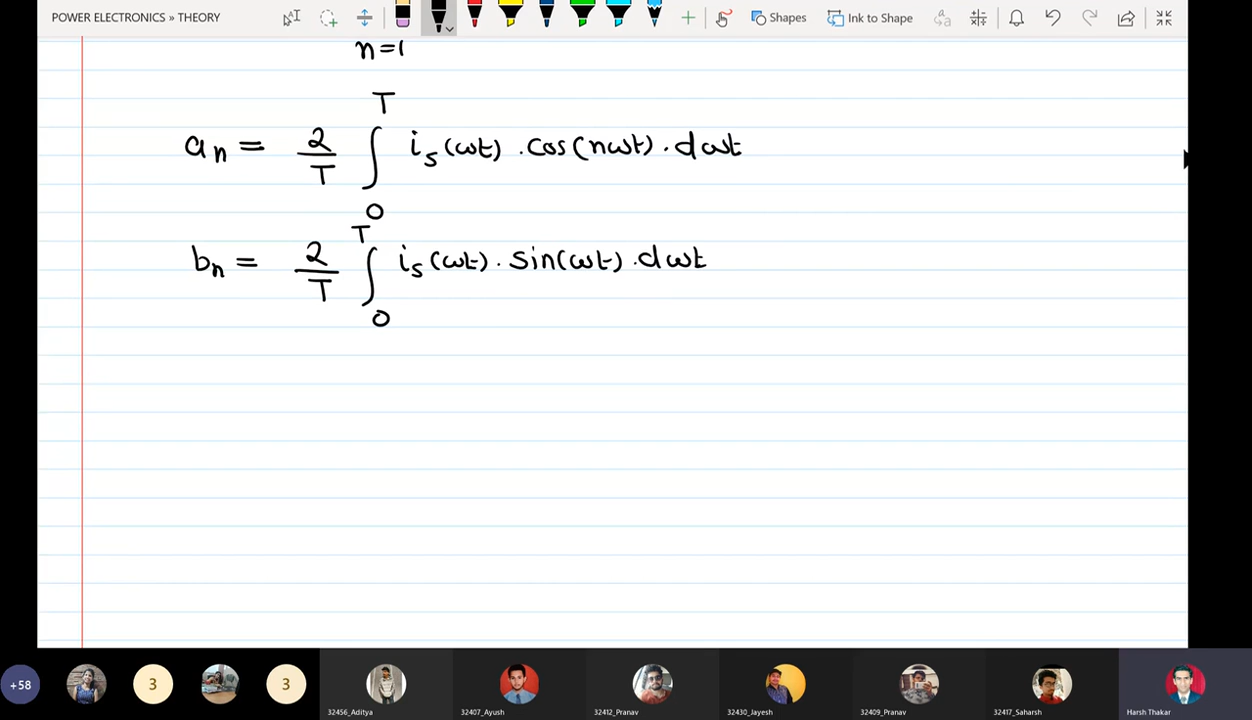 POWER ELECTRONICS » THEORY
Shapes
Ink to Shape
n=1
T
aₙ = 2/T ∫ iₛ(ωt) . cos(nωt) . dωt
0
T
bₙ = 2/T ∫ iₛ(ωt) . sin(ωt) . dωt
0
+58
3
3
32456_Aditya
32407_Ayush
32412_Pranav
32430_Jayesh
32409_Pranav
32417_Saharsh
Harsh Thakar